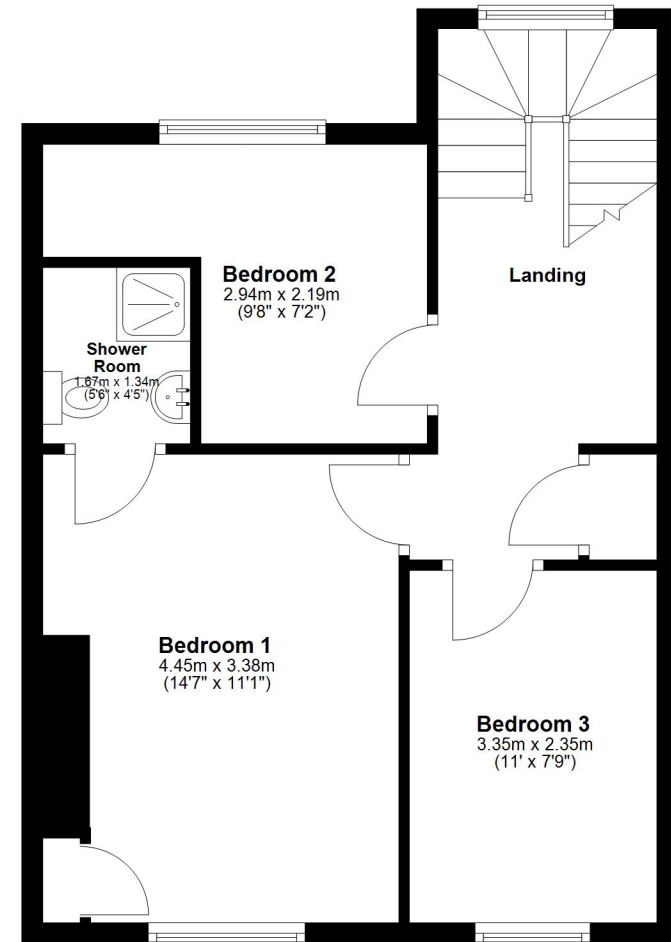 Bedroom 2
2.94m x 2.19m
(9'8" x 7'2")
Landing
Shower
Room
1.67m x 1.34m
(5'6" x 4'5")
Bedroom 1
4.45m x 3.38m
(14'7" x 11'1")
Bedroom 3
3.35m x 2.35m
(11' x 7'9")